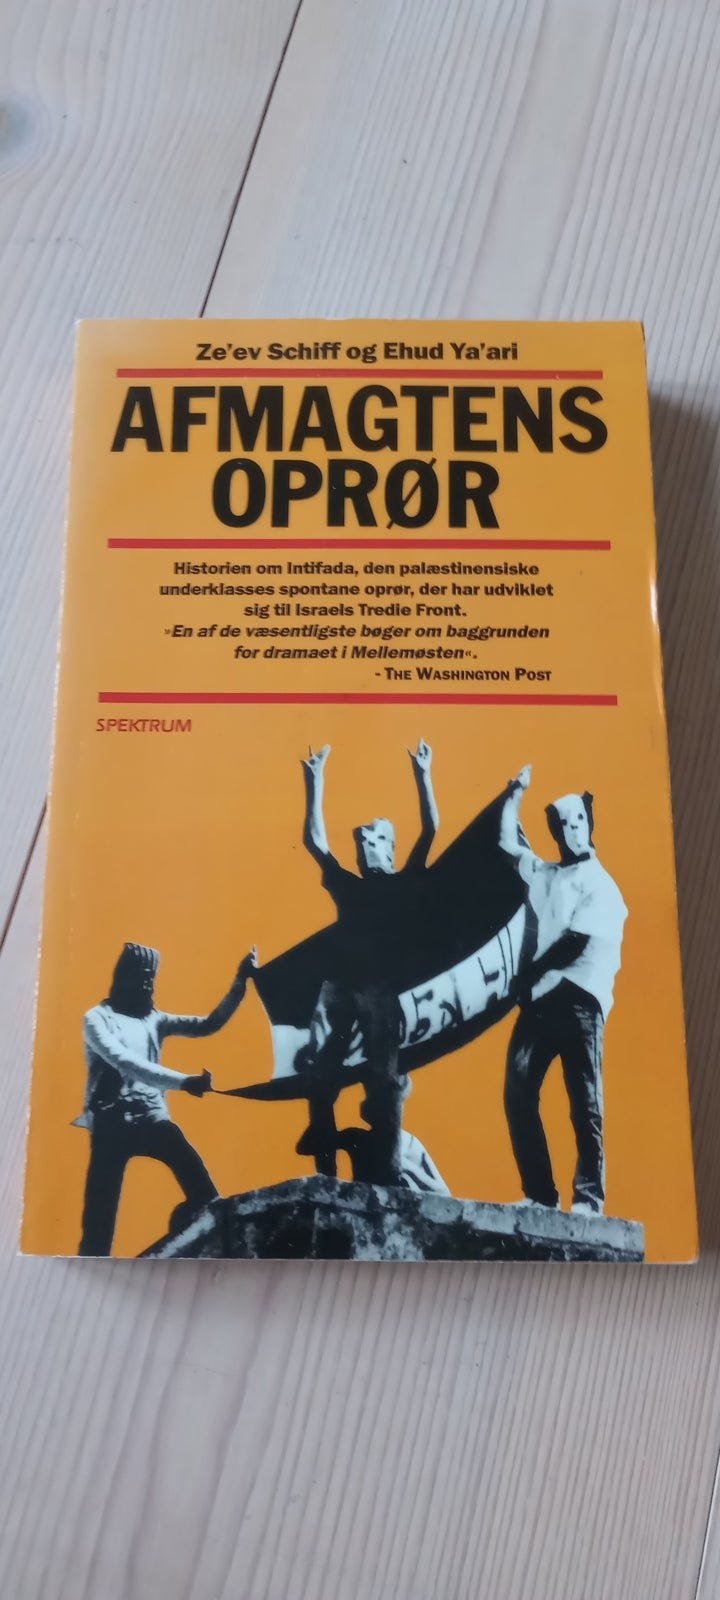 Ze'ev Schiff og Ehud Ya'ari
AFMAGTENS
OPRØR
Historien om Intifada, den palæstinensiske
underklasses spontane oprør, der har udviklet
sig til Israels Tredie Front.
»En af de væsentligste bøger om baggrunden
for dramaet i Mellemøsten«.
- THE WASHINGTON POST
SPEKTRUM